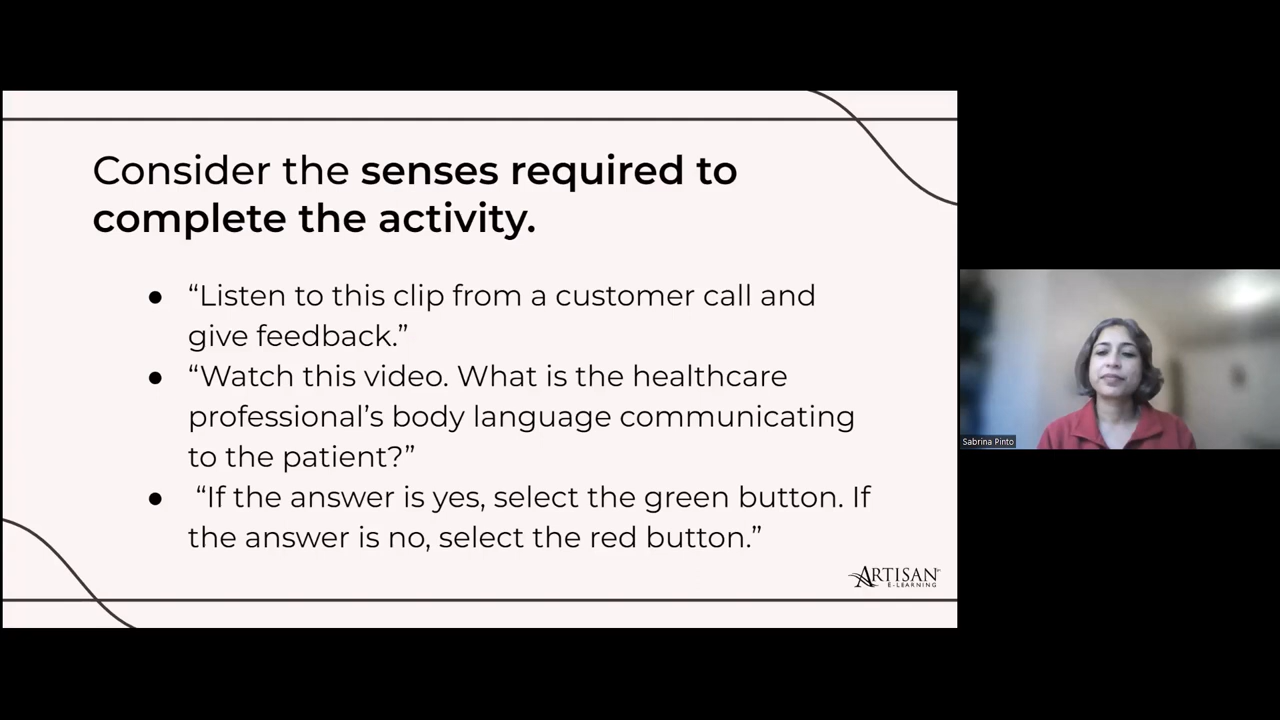 Consider the senses required to
complete the activity.
● “Listen to this clip from a customer call and
give feedback.”
● “Watch this video. What is the healthcare
professional’s body language communicating
to the patient?”
● “If the answer is yes, select the green button. If
the answer is no, select the red button.”
ARTISAN
E-LEARNING
Sabrina Pinto